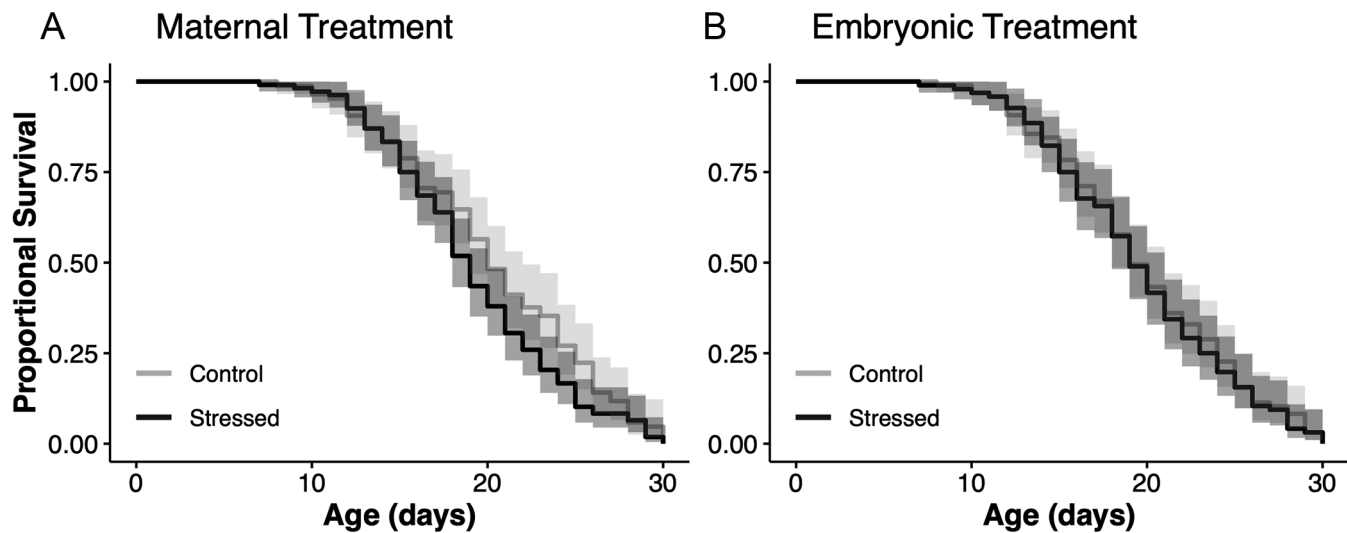 A Maternal Treatment
Proportional Survival
1.00
0.75
0.50
0.25
0.00
Control
Stressed
0 10 20 30
Age (days)
B Embryonic Treatment
1.00
0.75
0.50
0.25
0.00
Control
Stressed
0 10 20 30
Age (days)